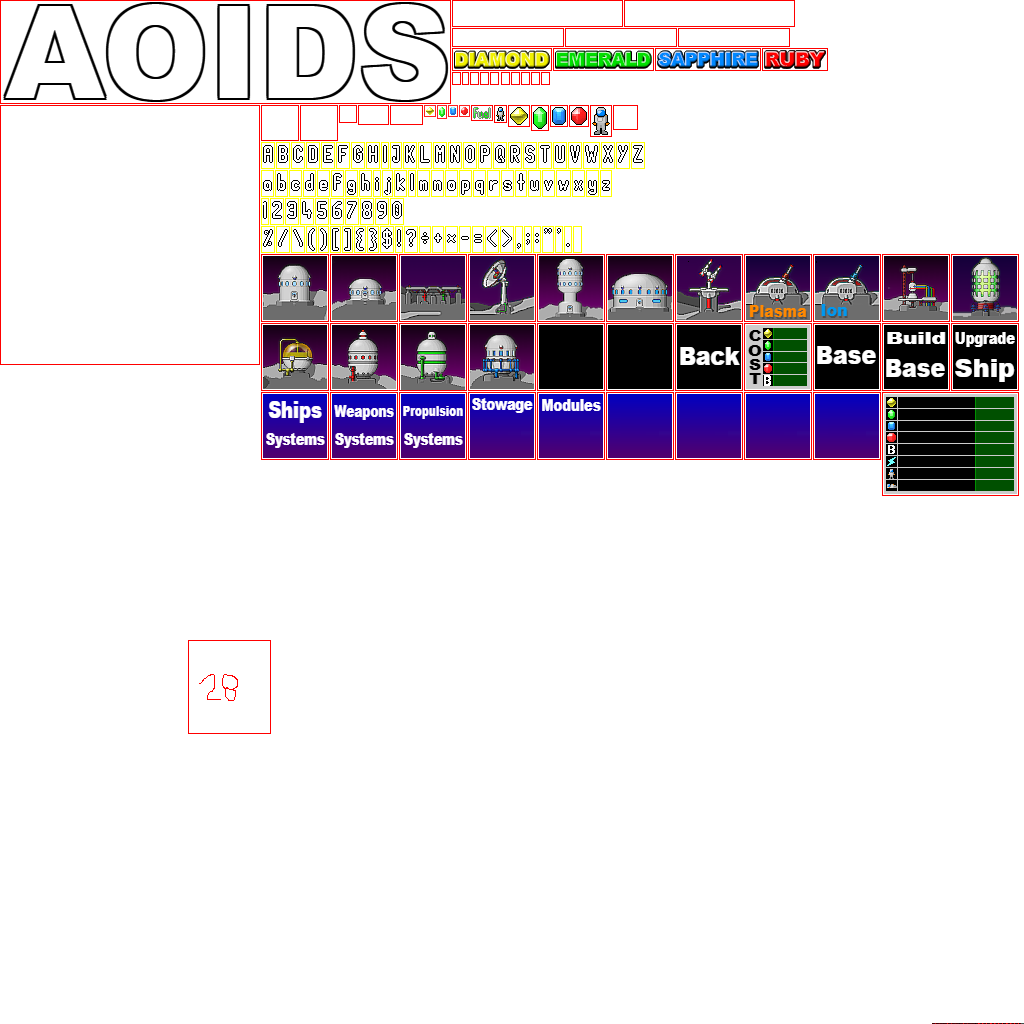 AOIDS
DIAMOND EMERALD SAPPHIRE RUBY
Fuel
ABCDEFGHIJKLMNOPQRSTUVWXYZ
abcdefghijklmnopqrstuvwxyz
1234567890
%/\()[]{}$!?÷+×-=<>,;:"'.
Plasma
Ion
Back
COST
B
Base
Build
Base
Upgrade
Ship
Ships
Systems
Weapons
Systems
Propulsion
Systems
Stowage
Modules
B
28